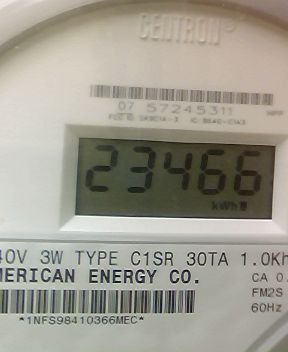 CENTRON®
07 57245311
23466
kWh
40V 3W TYPE C1SR 30TA 1.0Kh
MERICAN ENERGY CO.
CA 0.
FM2S
60Hz
*1NFS98410366MEC*